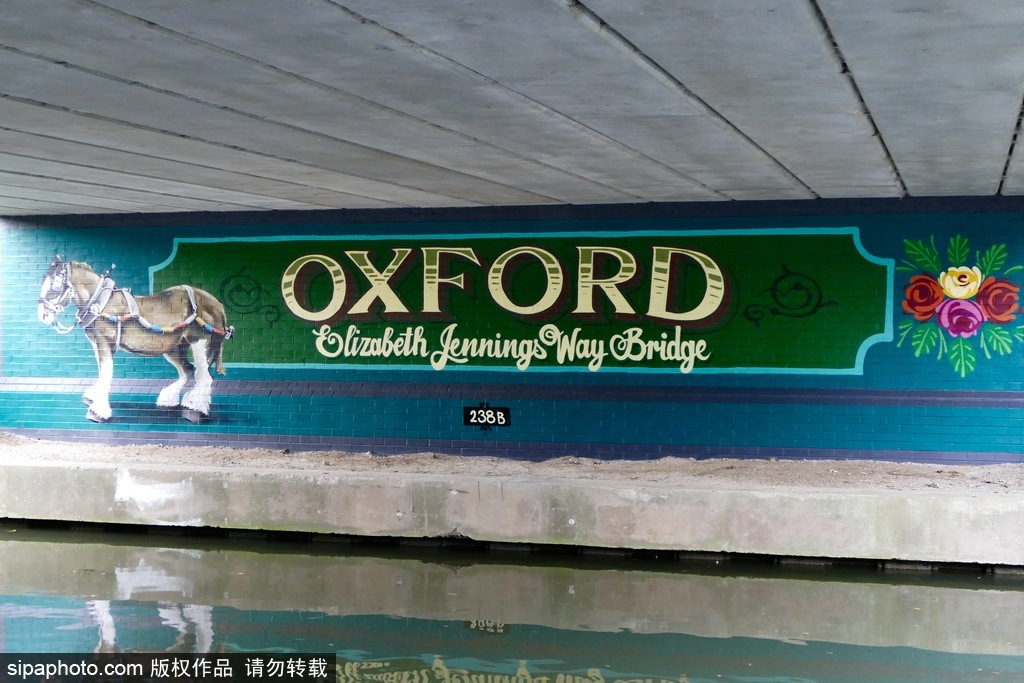 OXFORD
Elizabeth Jennings Way Bridge
238B
sipaphoto.com 版权作品 请勿转载